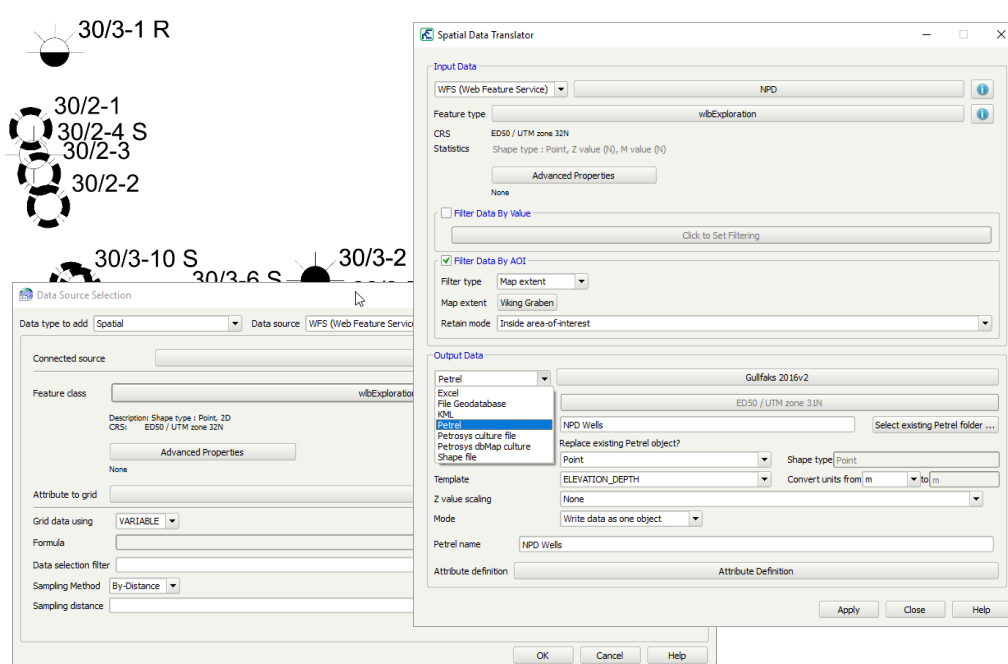 30/3-1 R
30/2-1
30/2-4 S
30/2-3
30/2-2
30/3-10 S
30/3-6 S
30/3-2
Data Source Selection
Data type to add Spatial Data source WFS (Web Feature Service
Connected source
Feature class wlbExploration
Description: Shape type : Point, 2D
CRS: ED50 / UTM zone 32N
Advanced Properties
None
Attribute to grid
Grid data using VARIABLE
Formula
Data selection filter
Sampling Method By-Distance
Sampling distance
OK Cancel Help
Spatial Data Translator
Input Data
WFS (Web Feature Service) NPD
Feature type wlbExploration
CRS ED50 / UTM zone 32N
Statistics Shape type : Point, Z value (N), M value (N)
Advanced Properties
None
Filter Data By Value
Click to Set Filtering
Filter Data By AOI
Filter type Map extent
Map extent Viking Graben
Retain mode Inside area-of-interest
Output Data
Petrel Gullfaks 2016v2
Excel
File Geodatabase
KML
Petrel
Petrosys culture file
Petrosys dbMap culture
Shape file
ED50 / UTM zone 31N
NPD Wells Select existing Petrel folder ...
Replace existing Petrel object?
Point Shape type Point
Template ELEVATION_DEPTH Convert units from m to m
Z value scaling None
Mode Write data as one object
Petrel name NPD Wells
Attribute definition Attribute Definition
Apply Close Help